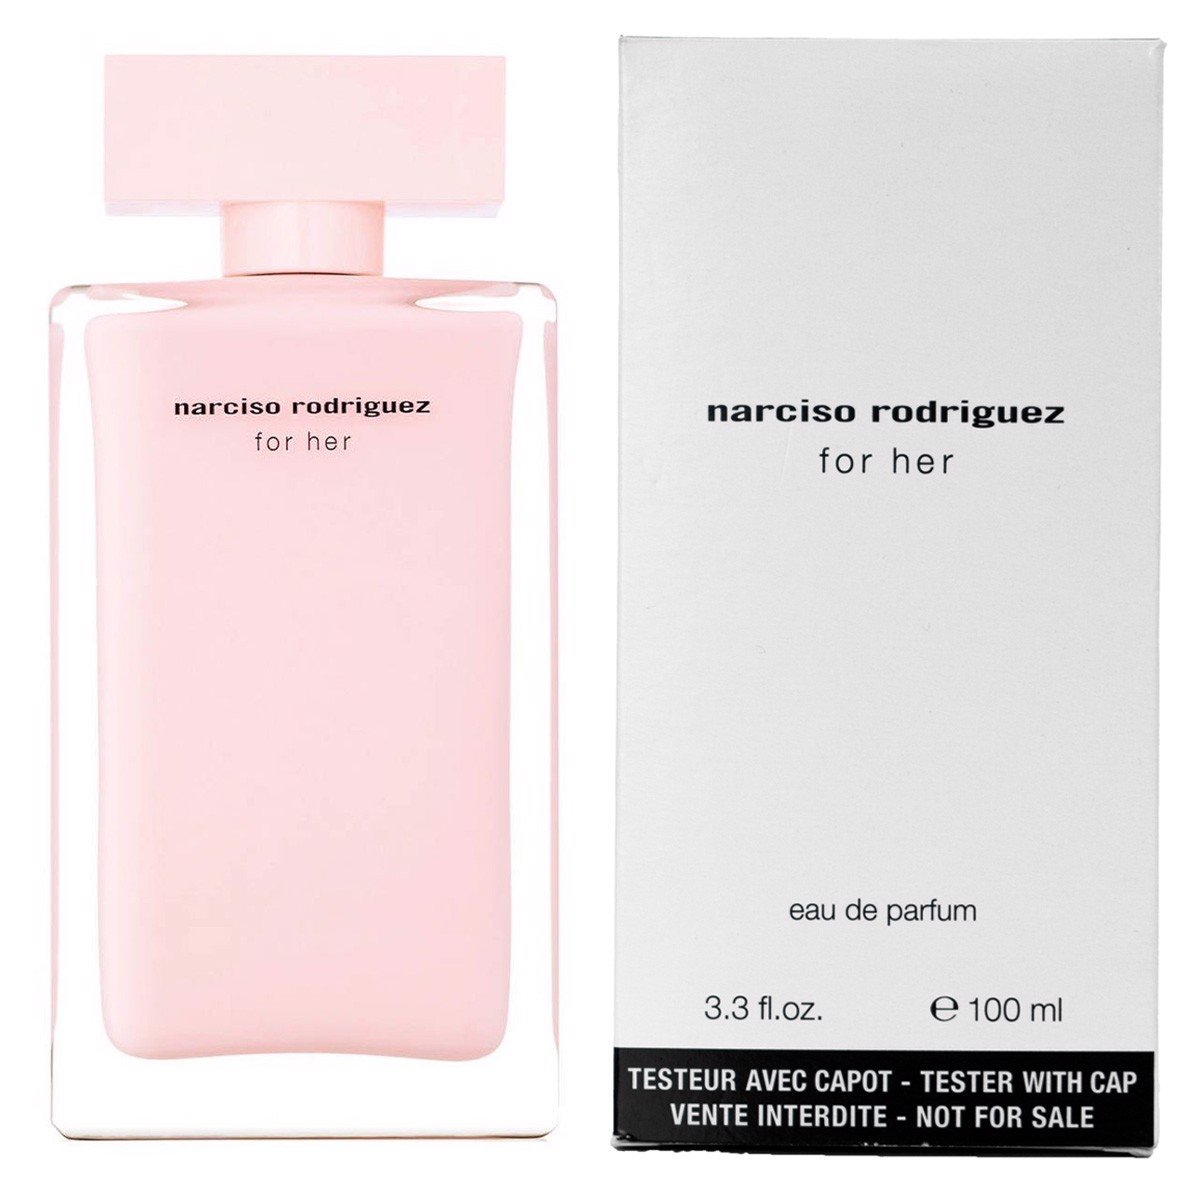 narciso rodriguez
for her
narciso rodriguez
for her
eau de parfum
3.3 fl.oz. ℮ 100 ml
TESTEUR AVEC CAPOT - TESTER WITH CAP
VENTE INTERDITE - NOT FOR SALE